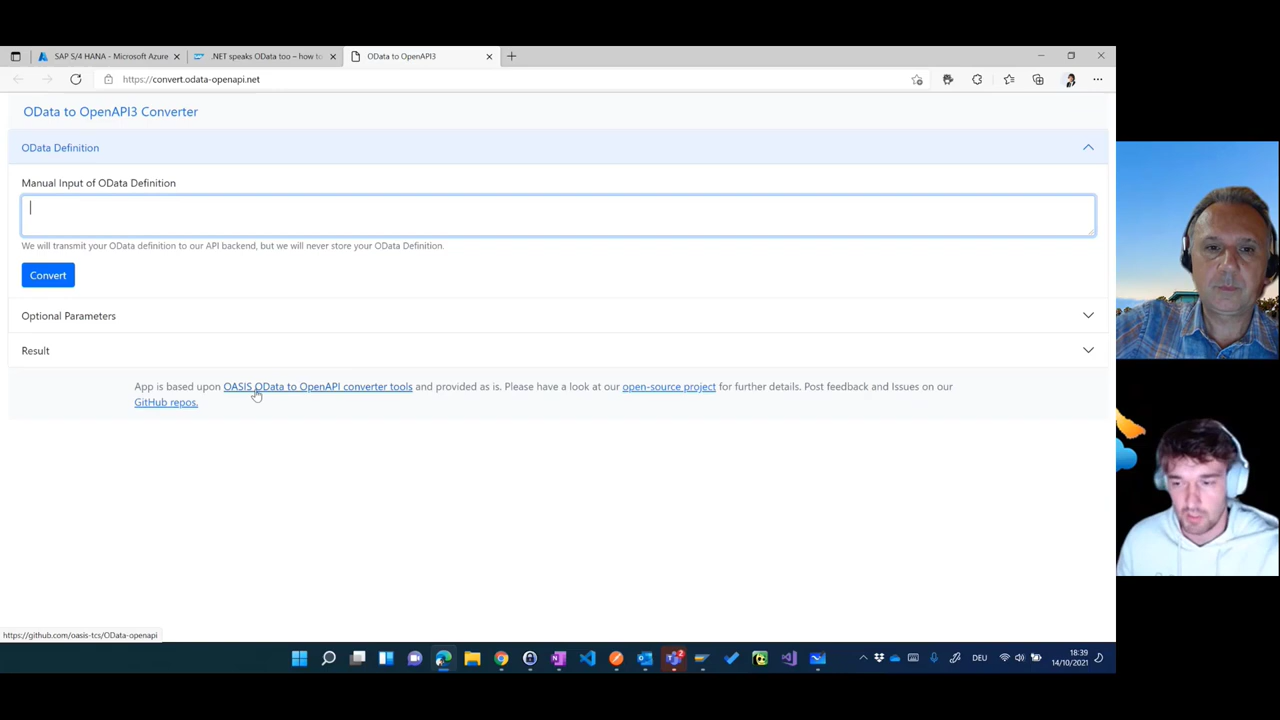 SAP S/4 HANA - Microsoft Azure
.NET speaks OData too – how to
OData to OpenAPI3
https://convert.odata-openapi.net
OData to OpenAPI3 Converter
OData Definition
Manual Input of OData Definition
We will transmit your OData definition to our API backend, but we will never store your OData Definition.
Convert
Optional Parameters
Result
App is based upon OASIS OData to OpenAPI converter tools and provided as is. Please have a look at our open-source project for further details. Post feedback and Issues on our
GitHub repos.
https://github.com/oasis-tcs/OData-openapi
2
DEU
18:39
14/10/2021